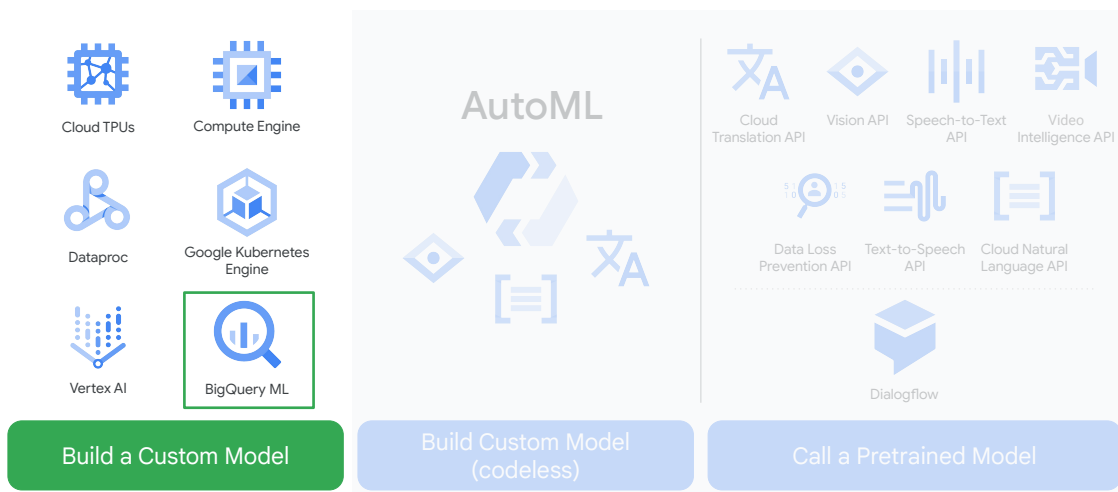 Cloud TPUs
Compute Engine
Dataproc
Google Kubernetes
Engine
Vertex AI
BigQuery ML
Build a Custom Model
AutoML
Build Custom Model
(codeless)
Cloud
Translation API
Vision API
Speech-to-Text
API
Video
Intelligence API
Data Loss
Prevention API
Text-to-Speech
API
Cloud Natural
Language API
Dialogflow
Call a Pretrained Model